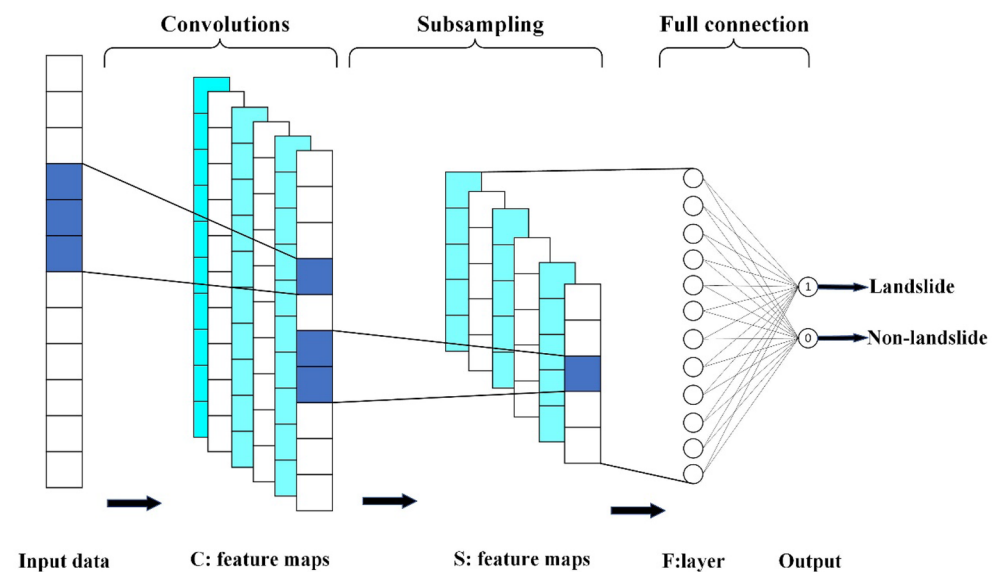 Convolutions
Subsampling
Full connection
1
Landslide
0
Non-landslide
Input data
C: feature maps
S: feature maps
F:layer
Output